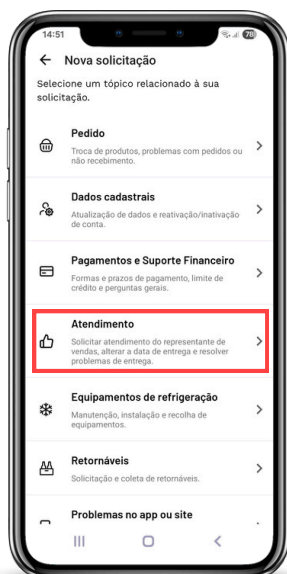 14:51
78
Nova solicitação
Selecione um tópico relacionado à sua
solicitação.
Pedido
Troca de produtos, problemas com pedidos ou
não recebimento.
Dados cadastrais
Atualização de dados e reativação/inativação
de conta.
Pagamentos e Suporte Financeiro
Formas e prazos de pagamento, limite de
crédito e perguntas gerais.
Atendimento
Solicitar atendimento do representante de
vendas, alterar a data de entrega e resolver
problemas de entrega.
Equipamentos de refrigeração
Manutenção, instalação e recolha de
equipamentos.
Retornáveis
Solicitação e coleta de retornáveis.
Problemas no app ou site